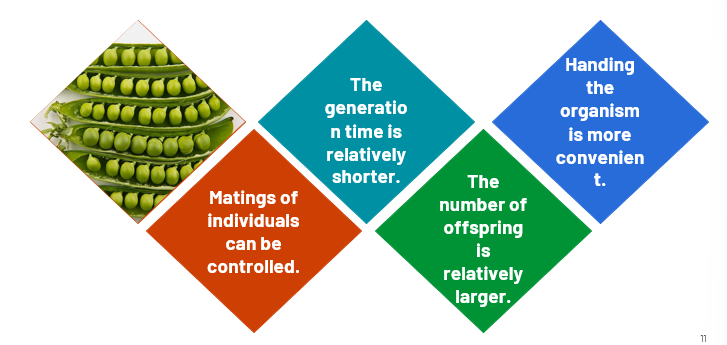 Matings of
individuals
can be
controlled.
The
generatio
n time is
relatively
shorter.
The
number of
offspring
is
relatively
larger.
Handing
the
organism
is more
convenien
t.
11